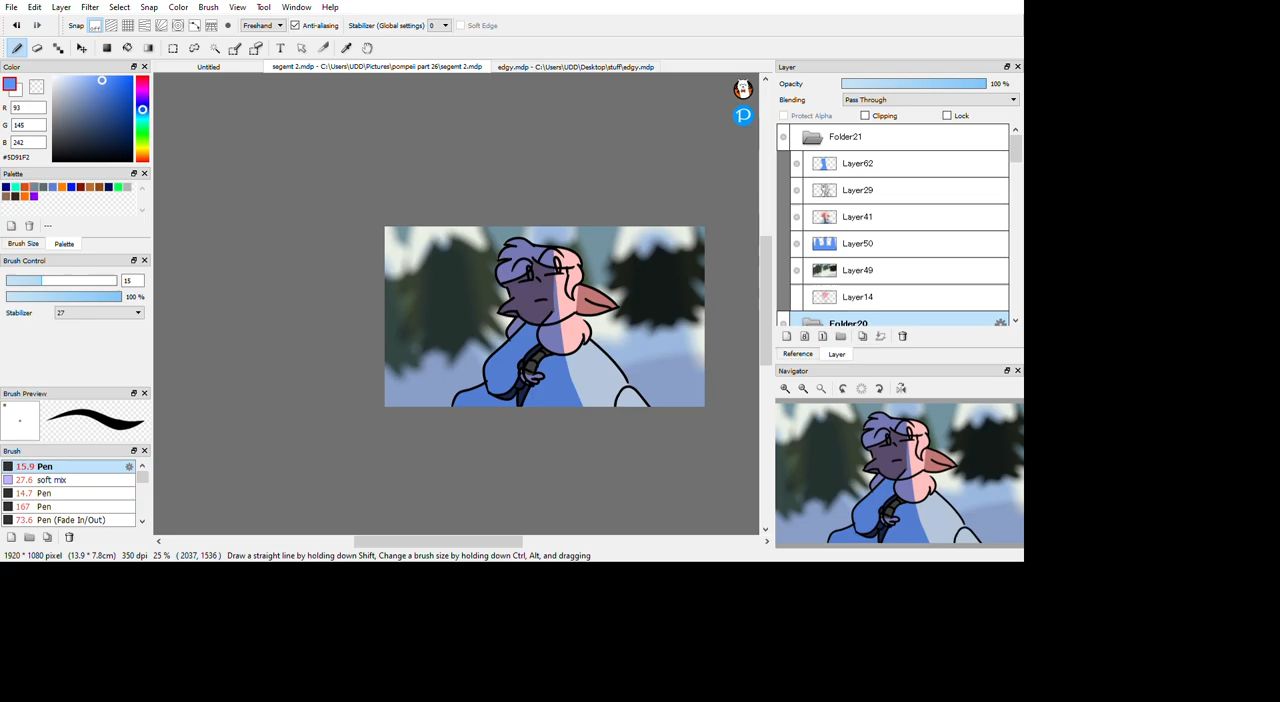 File Edit Layer Filter Select Snap Color Brush View Tool Window Help
Snap OFF Freehand Anti-aliasing Stabilizer (Global settings) 0 Soft Edge
Color
Untitled
segemt 2.mdp - C:\Users\UDD\Pictures\pompeii part 26\segemt 2.mdp
edgy.mdp - C:\Users\UDD\Desktop\stuff\edgy.mdp
Layer
Opacity 100 %
Blending Pass Through
Protect Alpha Clipping Lock
R 93
G 145
B 242
#5D91F2
Folder21
Layer62
Layer29
Layer41
Layer50
Layer49
Layer14
Folder20
Palette
Brush Size Palette
Brush Control
15
100 %
Stabilizer 27
Reference Layer
Navigator
Brush Preview
Brush
15.9 Pen
27.6 soft mix
14.7 Pen
167 Pen
73.6 Pen (Fade In/Out)
1920 * 1080 pixel (13.9 * 7.8cm) 350 dpi 25 % ( 2037, 1536 ) Draw a straight line by holding down Shift, Change a brush size by holding down Ctrl, Alt, and dragging